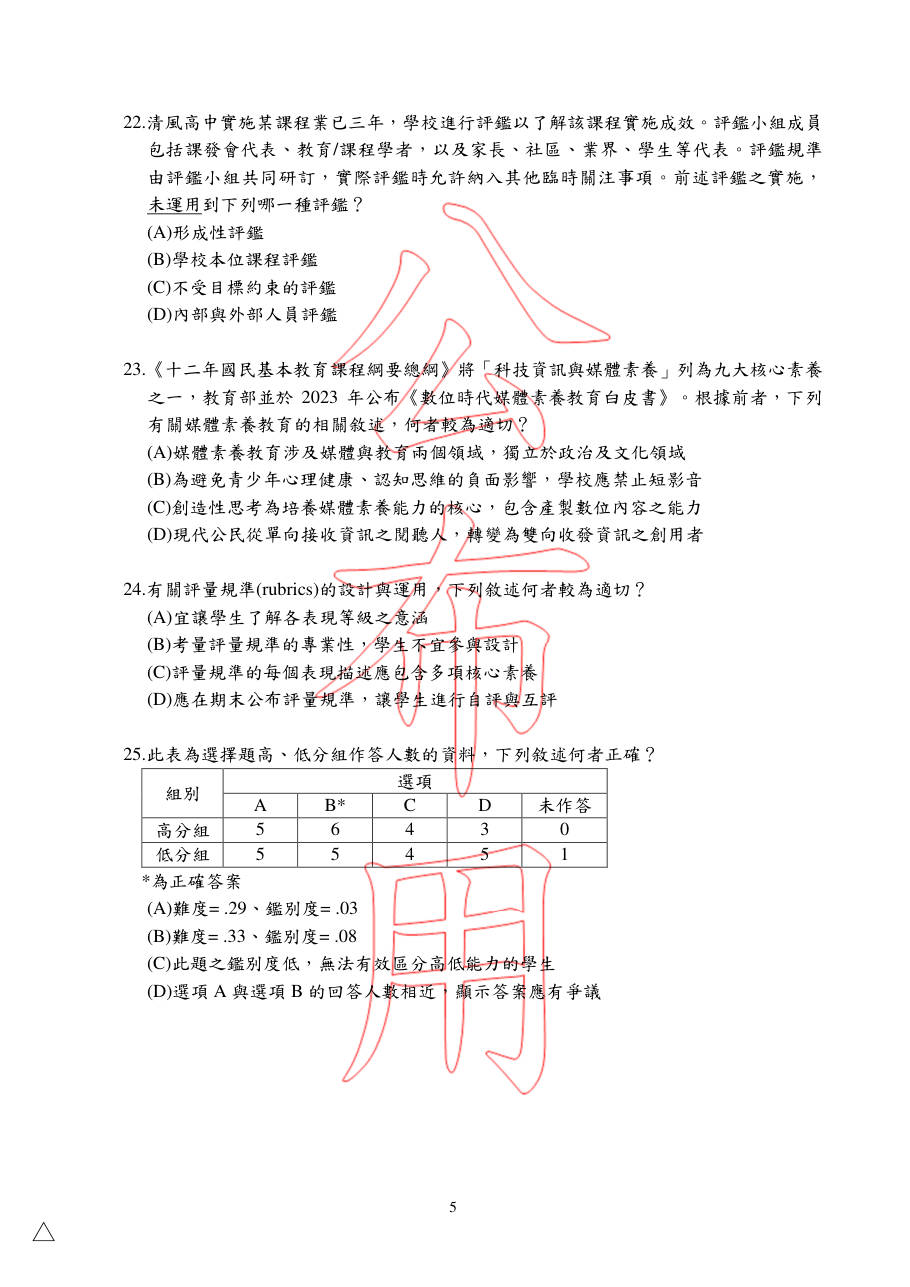 22.清風高中實施某課程業已三年，學校進行評鑑以了解該課程實施成效。評鑑小組成員
包括課發會代表、教育/課程學者，以及家長、社區、業界、學生等代表。評鑑規準
由評鑑小組共同研訂，實際評鑑時允許納入其他臨時關注事項。前述評鑑之實施，
未運用到下列哪一種評鑑？
(A)形成性評鑑
(B)學校本位課程評鑑
(C)不受目標約束的評鑑
(D)內部與外部人員評鑑
23.《十二年國民基本教育課程綱要總綱》將「科技資訊與媒體素養」列為九大核心素養
之一，教育部並於 2023 年公布《數位時代媒體素養教育白皮書》。根據前者，下列
有關媒體素養教育的相關敘述，何者較為適切？
(A)媒體素養教育涉及媒體與教育兩個領域，獨立於政治及文化領域
(B)為避免青少年心理健康、認知思維的負面影響，學校應禁止短影音
(C)創造性思考為培養媒體素養能力的核心，包含產製數位內容之能力
(D)現代公民從單向接收資訊之閱聽人，轉變為雙向收發資訊之創用者
24.有關評量規準(rubrics)的設計與運用，下列敘述何者較為適切？
(A)宜讓學生了解各表現等級之意涵
(B)考量評量規準的專業性，學生不宜參與設計
(C)評量規準的每個表現描述應包含多項核心素養
(D)應在期末公布評量規準，讓學生進行自評與互評
25.此表為選擇題高、低分組作答人數的資料，下列敘述何者正確？
組別 選項
A B* C D 未作答
高分組 5 6 4 3 0
低分組 5 5 4 5 1
*為正確答案
(A)難度= .29、鑑別度= .03
(B)難度= .33、鑑別度= .08
(C)此題之鑑別度低，無法有效區分高低能力的學生
(D)選項 A 與選項 B 的回答人數相近，顯示答案應有爭議
公布用
5